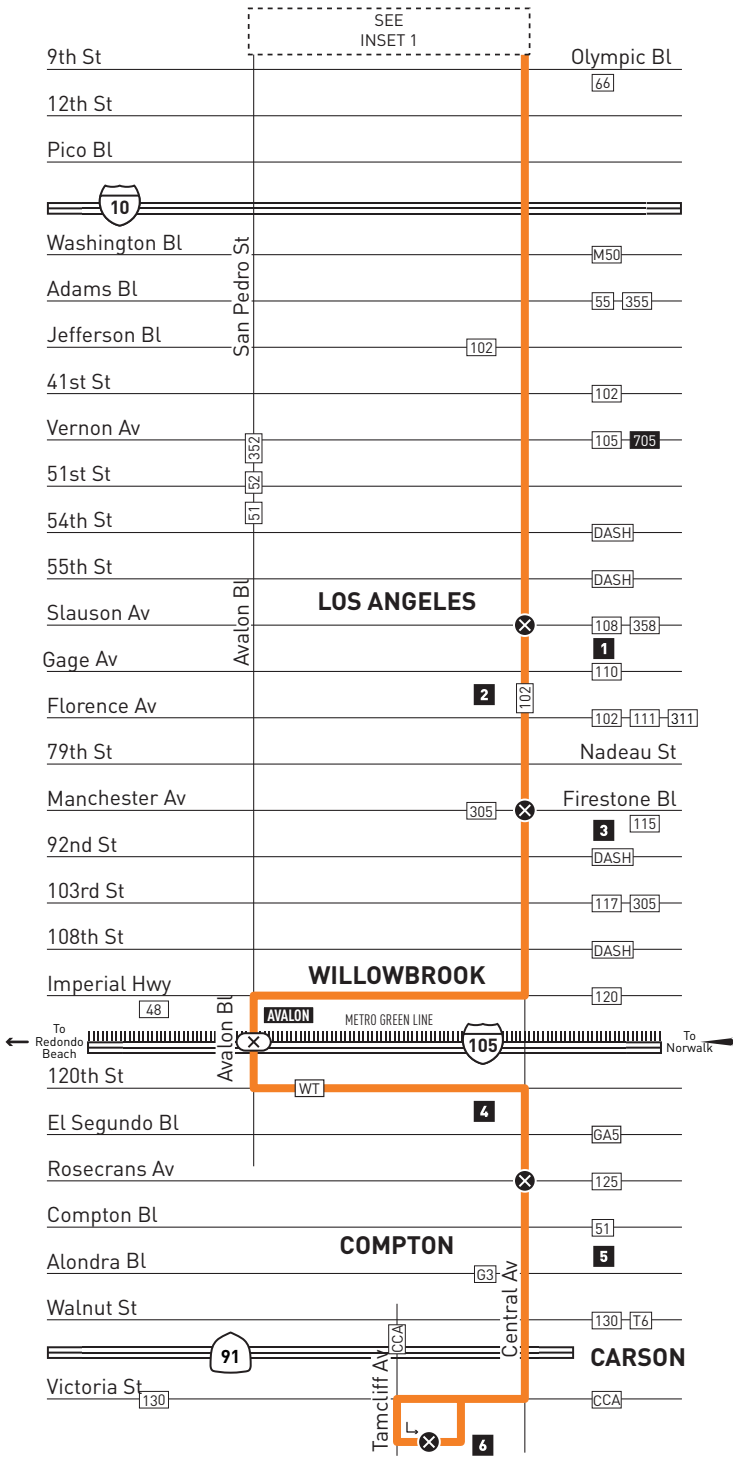 SEE
INSET 1
9th St
Olympic Bl
66
12th St
Pico Bl
10
Washington Bl
M50
San Pedro St
Adams Bl
55 355
Jefferson Bl
102
41st St
102
Vernon Av
352
105 705
51st St
52
51
54th St
DASH
55th St
DASH
LOS ANGELES
Avalon Bl
Slauson Av
108 358
1
Gage Av
110
2
102
Florence Av
102 111 311
79th St
Nadeau St
Manchester Av
305
Firestone Bl
3
115
92nd St
DASH
103rd St
117 305
108th St
DASH
WILLOWBROOK
Imperial Hwy
48
120
Avalon Bl
AVALON
METRO GREEN LINE
To
Redondo
Beach
105
To
Norwalk
120th St
WT
4
El Segundo Bl
GA5
Rosecrans Av
125
Compton Bl
51
COMPTON
5
Alondra Bl
G3
Central Av
Walnut St
130 T6
CCA
91
CARSON
Tamcliff Av
Victoria St
130
CCA
6